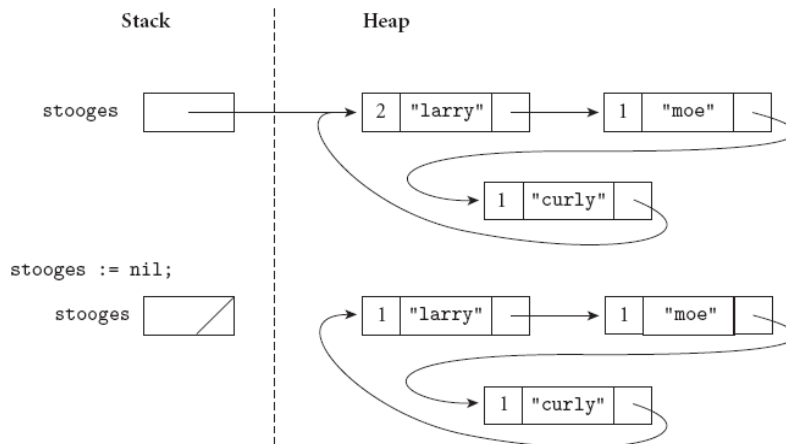 Stack Heap
stooges 2 "larry" 1 "moe"
1 "curly"
stooges := nil;
stooges 1 "larry" 1 "moe"
1 "curly"